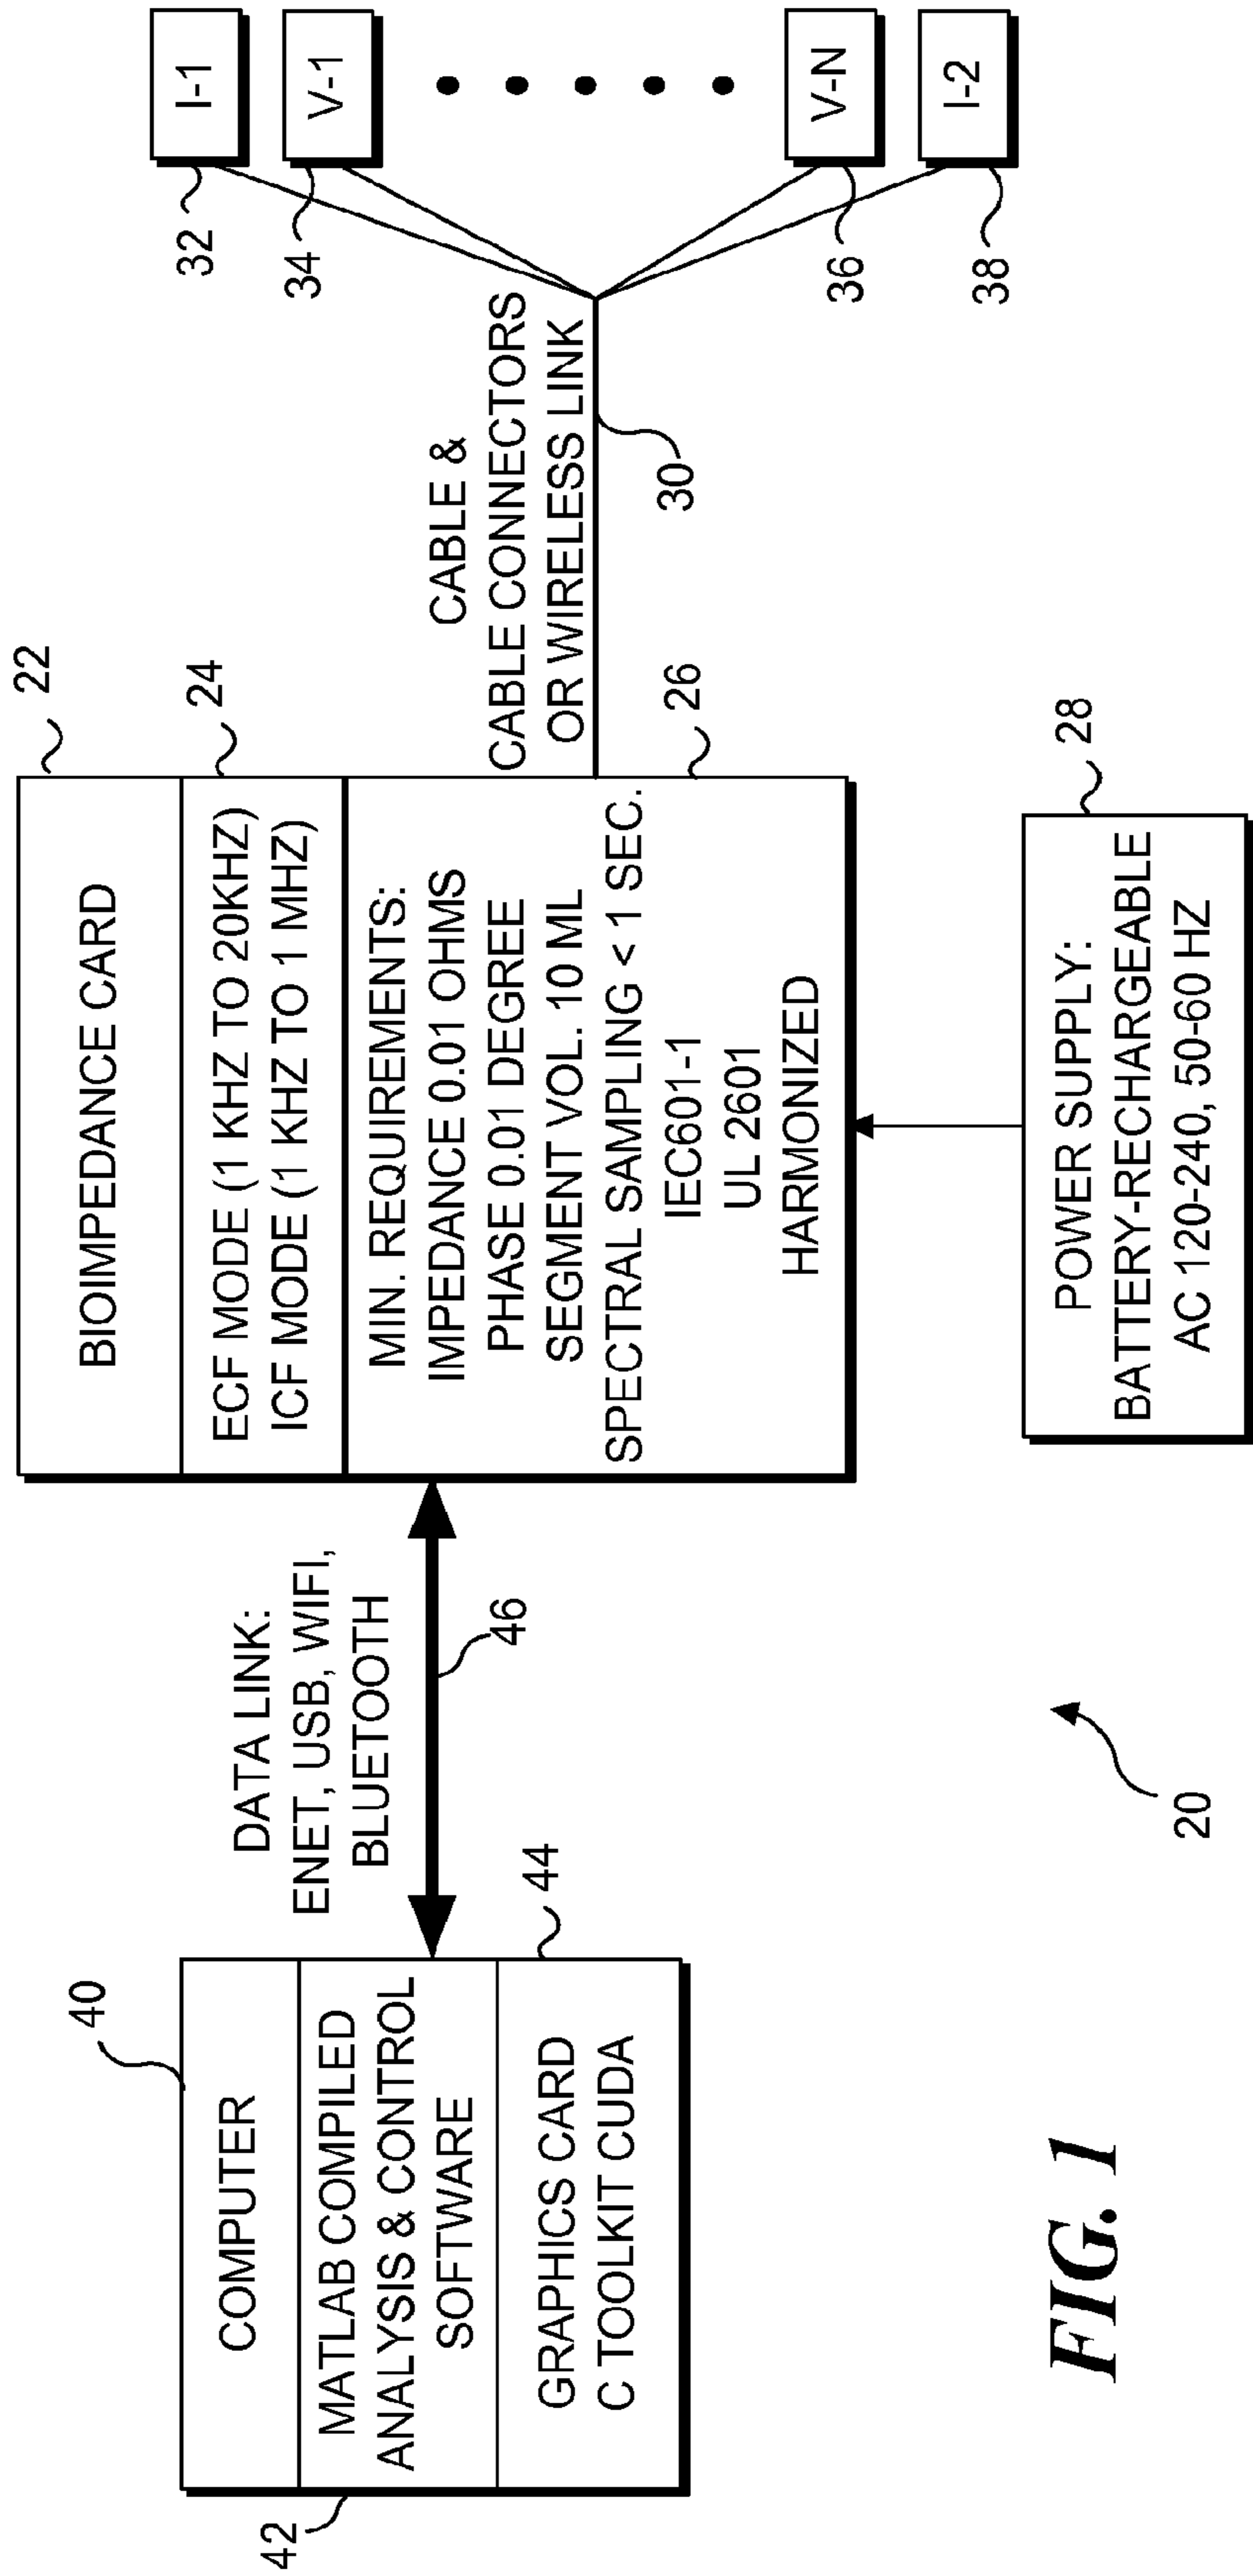 40
COMPUTER
42
MATLAB COMPILED
ANALYSIS & CONTROL
SOFTWARE
GRAPHICS CARD
C TOOLKIT CUDA
44
DATA LINK:
ENET, USB, WIFI,
BLUETOOTH
46
22
BIOIMPEDANCE CARD
24
ECF MODE (1 KHZ TO 20KHZ)
ICF MODE (1 KHZ TO 1 MHZ)
MIN. REQUIREMENTS:
IMPEDANCE 0.01 OHMS
PHASE 0.01 DEGREE
SEGMENT VOL. 10 ML
SPECTRAL SAMPLING < 1 SEC.
IEC601-1
UL 2601
HARMONIZED
26
CABLE &
CABLE CONNECTORS
OR WIRELESS LINK
30
I-1
32
V-1
34
V-N
36
I-2
38
28
POWER SUPPLY:
BATTERY-RECHARGEABLE
AC 120-240, 50-60 HZ
20
FIG. 1